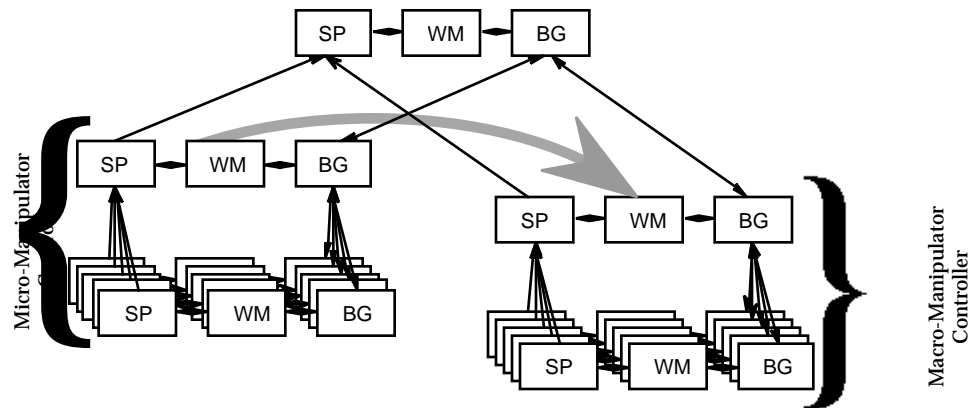 SP WM BG
SP WM BG
SP WM BG
SP WM BG
SP WM BG
Micro-Manipulator
Macro-Manipulator
Controller